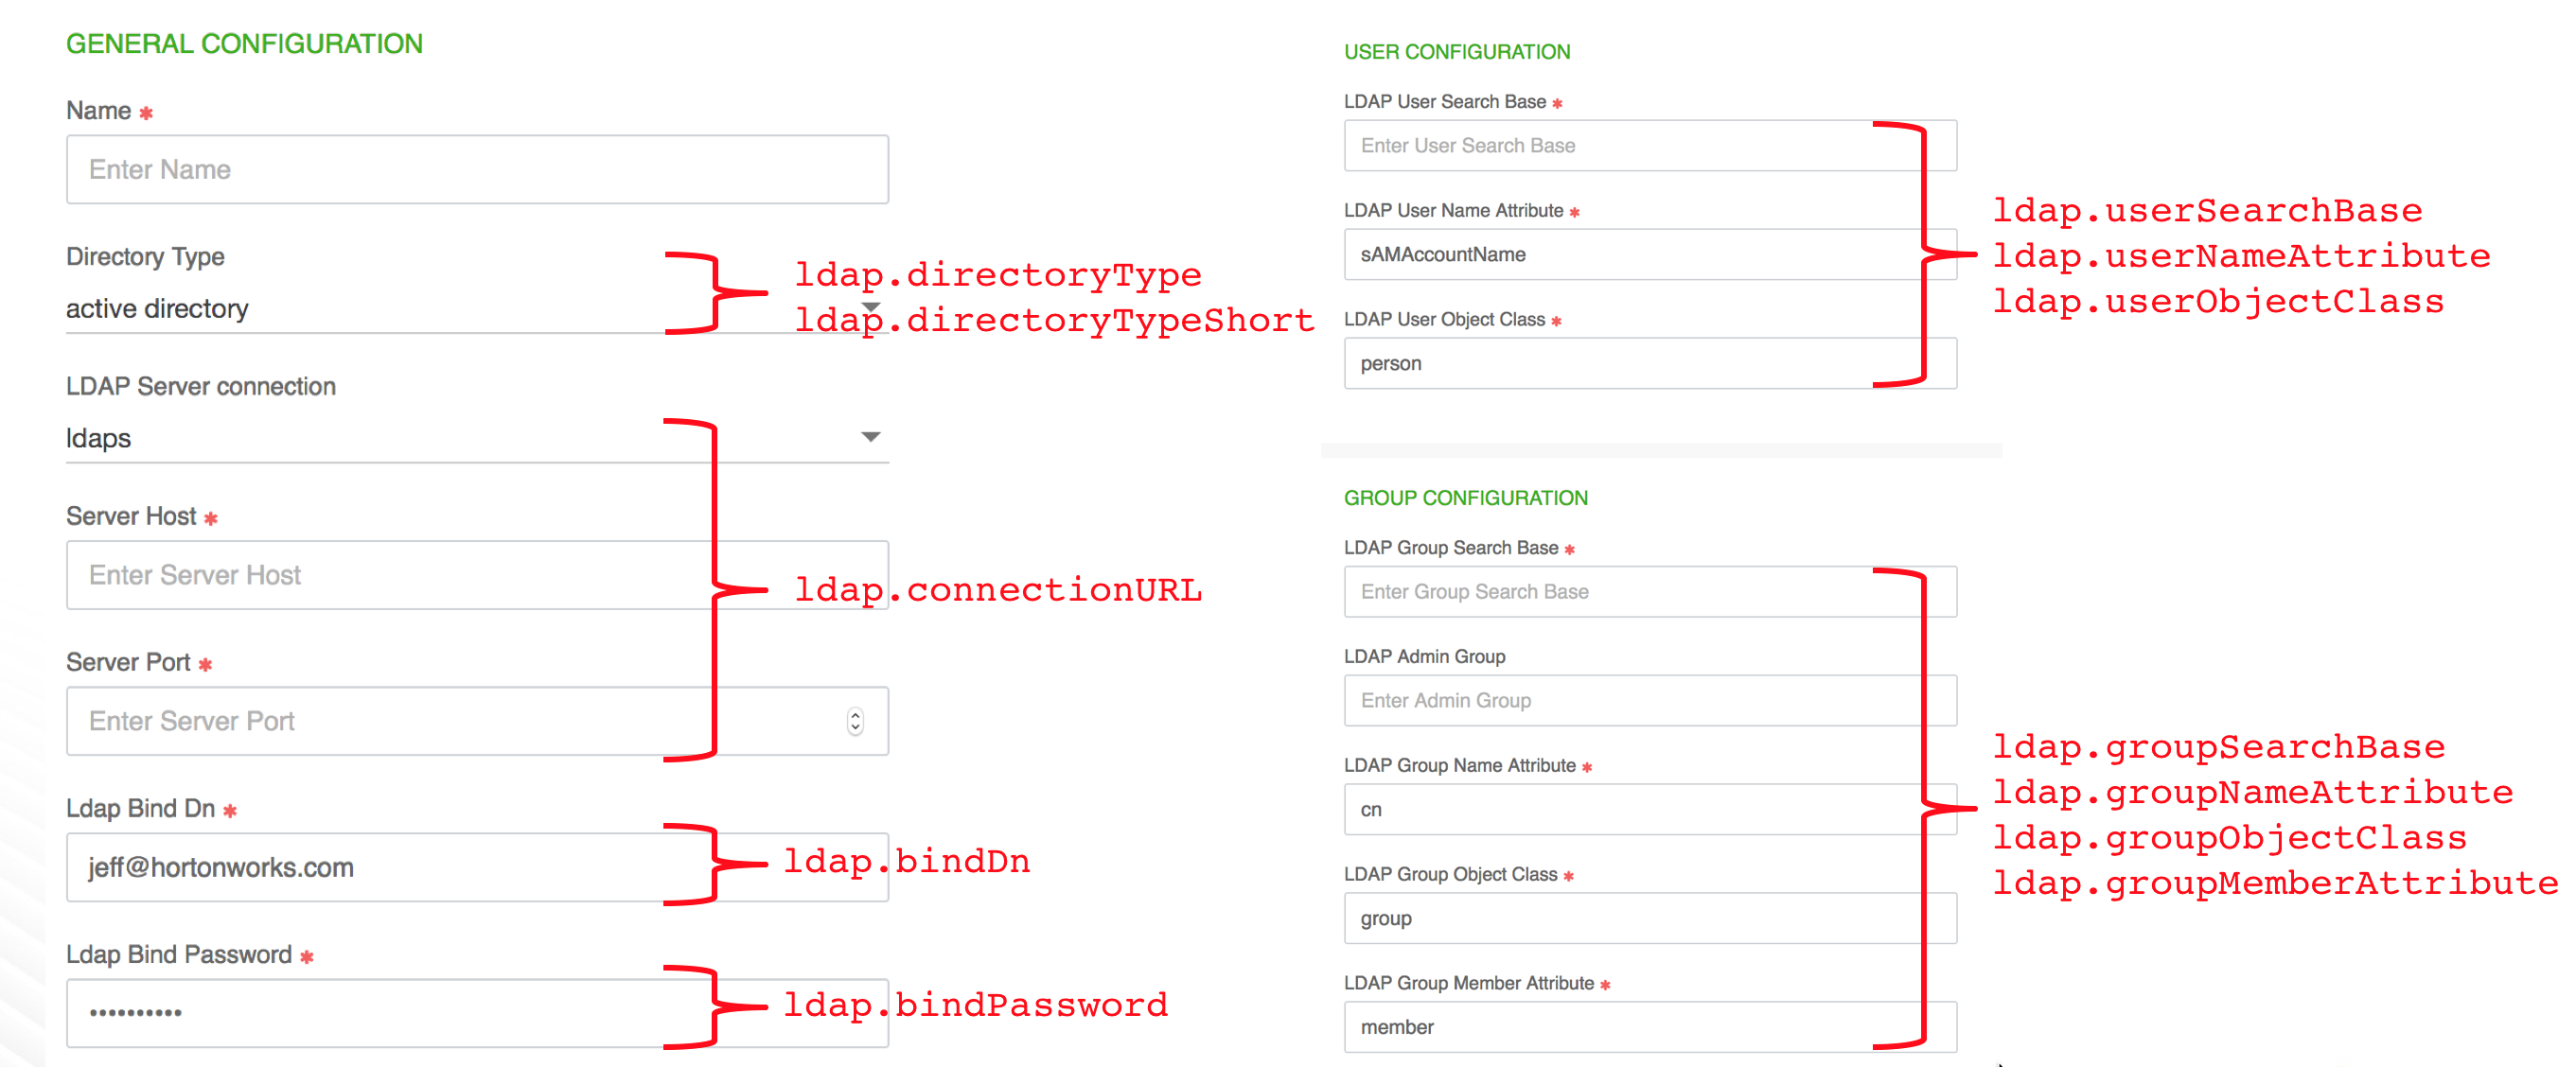 GENERAL CONFIGURATION
Name *
Enter Name
Directory Type
active directory
ldap.directoryType
ldap.directoryTypeShort
LDAP Server connection
ldaps
Server Host *
Enter Server Host
ldap.connectionURL
Server Port *
Enter Server Port
Ldap Bind Dn *
jeff@hortonworks.com
ldap.bindDn
Ldap Bind Password *
••••••••••
ldap.bindPassword
USER CONFIGURATION
LDAP User Search Base *
Enter User Search Base
LDAP User Name Attribute *
sAMAccountName
LDAP User Object Class *
person
ldap.userSearchBase
ldap.userNameAttribute
ldap.userObjectClass
GROUP CONFIGURATION
LDAP Group Search Base *
Enter Group Search Base
LDAP Admin Group
Enter Admin Group
LDAP Group Name Attribute *
cn
LDAP Group Object Class *
group
LDAP Group Member Attribute *
member
ldap.groupSearchBase
ldap.groupNameAttribute
ldap.groupObjectClass
ldap.groupMemberAttribute